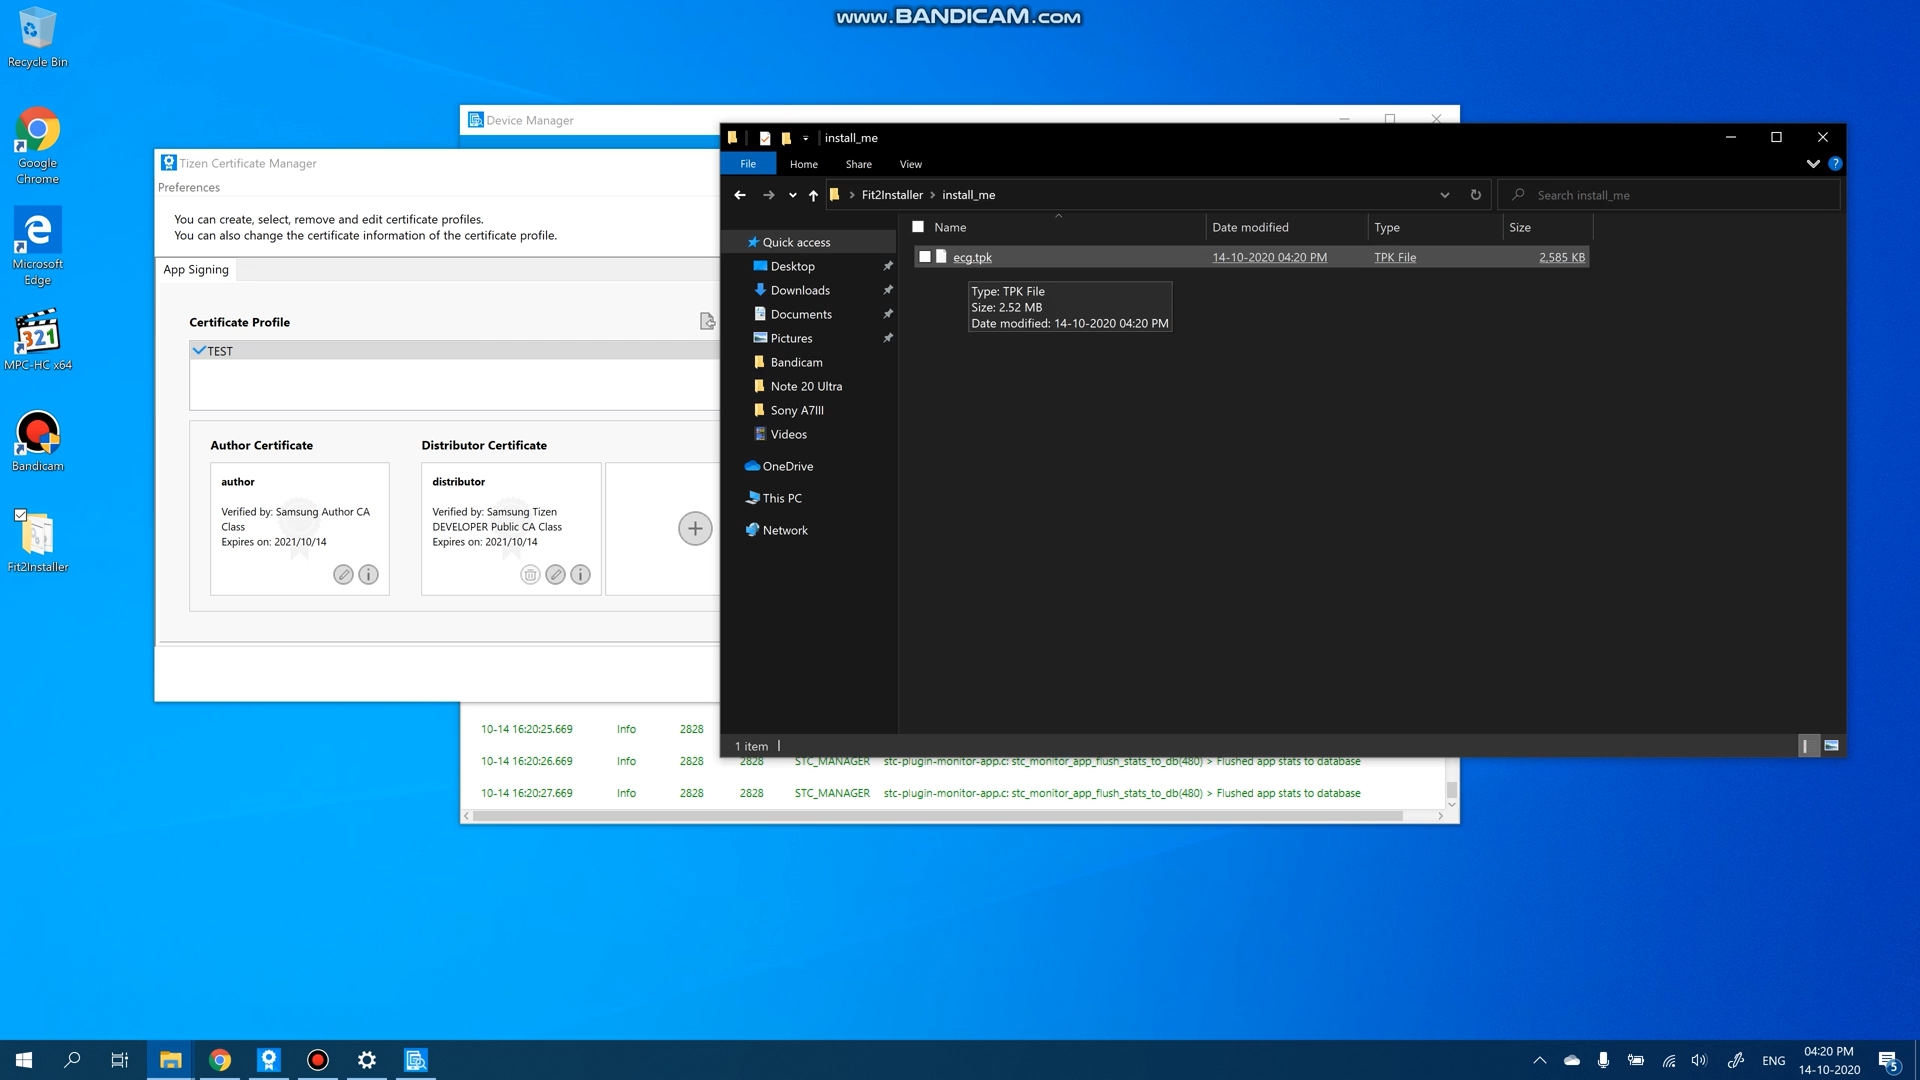 www.BANDICAM.com
Recycle Bin
Google
Chrome
Microsoft
Edge
321
MPC-HC x64
Bandicam
Fit2Installer
Device Manager
Tizen Certificate Manager
Preferences
You can create, select, remove and edit certificate profiles.
You can also change the certificate information of the certificate profile.
App Signing
Certificate Profile
TEST
Author Certificate
Distributor Certificate
author
Verified by: Samsung Author CA
Class
Expires on: 2021/10/14
distributor
Verified by: Samsung Tizen
DEVELOPER Public CA Class
Expires on: 2021/10/14
install_me
File Home Share View
Fit2Installer > install_me
Search install_me
Name Date modified Type Size
ecg.tpk 14-10-2020 04:20 PM TPK File 2,585 KB
Type: TPK File
Size: 2.52 MB
Date modified: 14-10-2020 04:20 PM
Quick access
Desktop
Downloads
Documents
Pictures
Bandicam
Note 20 Ultra
Sony A7III
Videos
OneDrive
This PC
Network
1 item
10-14 16:20:25.669 Info 2828
10-14 16:20:26.669 Info 2828 2828 STC_MANAGER stc-plugin-monitor-app.c: stc_monitor_app_flush_stats_to_db(480) > Flushed app stats to database
10-14 16:20:27.669 Info 2828 2828 STC_MANAGER stc-plugin-monitor-app.c: stc_monitor_app_flush_stats_to_db(480) > Flushed app stats to database
ENG
04:20 PM
14-10-2020
5